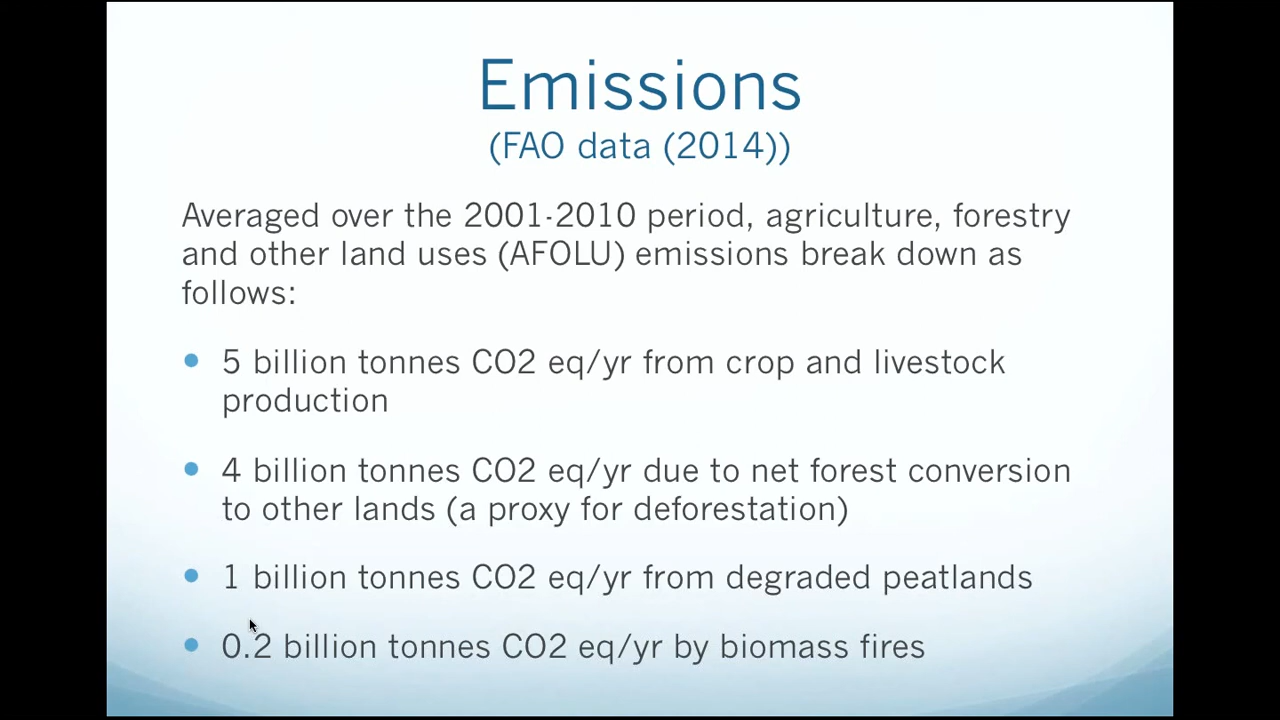 Emissions
(FAO data (2014))
Averaged over the 2001-2010 period, agriculture, forestry
and other land uses (AFOLU) emissions break down as
follows:
• 5 billion tonnes CO2 eq/yr from crop and livestock
production
• 4 billion tonnes CO2 eq/yr due to net forest conversion
to other lands (a proxy for deforestation)
• 1 billion tonnes CO2 eq/yr from degraded peatlands
• 0.2 billion tonnes CO2 eq/yr by biomass fires